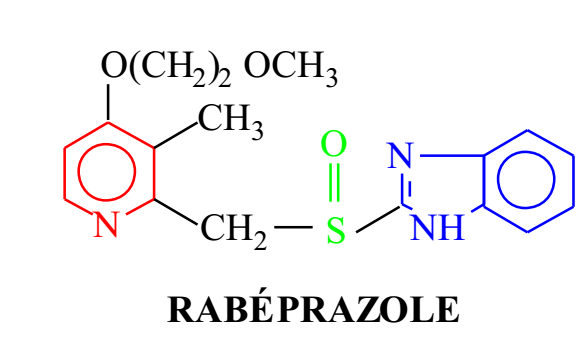 O(CH2)2 OCH3
CH3
O
N
N
CH2
S
NH
RABÉPRAZOLE